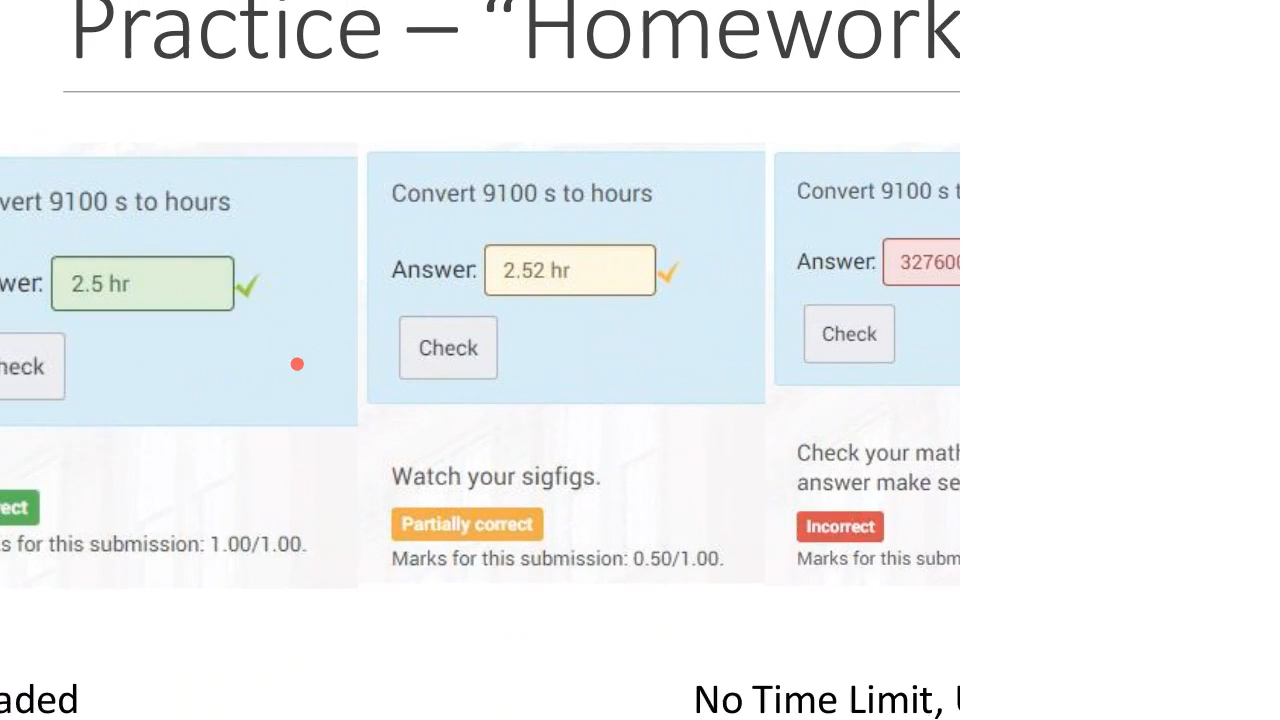 Practice – “Homework
vert 9100 s to hours
wer: 2.5 hr
heck
ect
s for this submission: 1.00/1.00.
Convert 9100 s to hours
Answer: 2.52 hr
Check
Watch your sigfigs.
Partially correct
Marks for this submission: 0.50/1.00.
Convert 9100 s t
Answer: 327600
Check
Check your math
answer make se
Incorrect
Marks for this subm
aded
No Time Limit, U